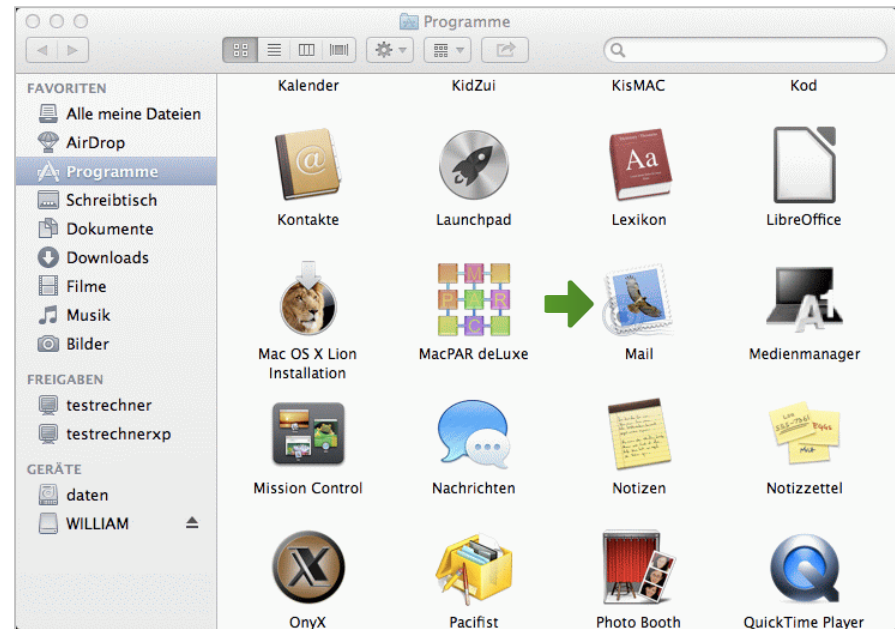 Programme
FAVORITEN
Alle meine Dateien
AirDrop
Programme
Schreibtisch
Dokumente
Downloads
Filme
Musik
Bilder
FREIGABEN
testrechner
testrechnerxp
GERÄTE
daten
WILLIAM
Kalender
KidZui
KisMAC
Kod
@
Aa
Kontakte
Launchpad
Lexikon
LibreOffice
M
P A R
C
A1
Mac OS X Lion
Installation
MacPAR deLuxe
Mail
Medienmanager
Mission Control
Nachrichten
Notizen
Notizzettel
X
OnyX
Pacifist
Photo Booth
QuickTime Player